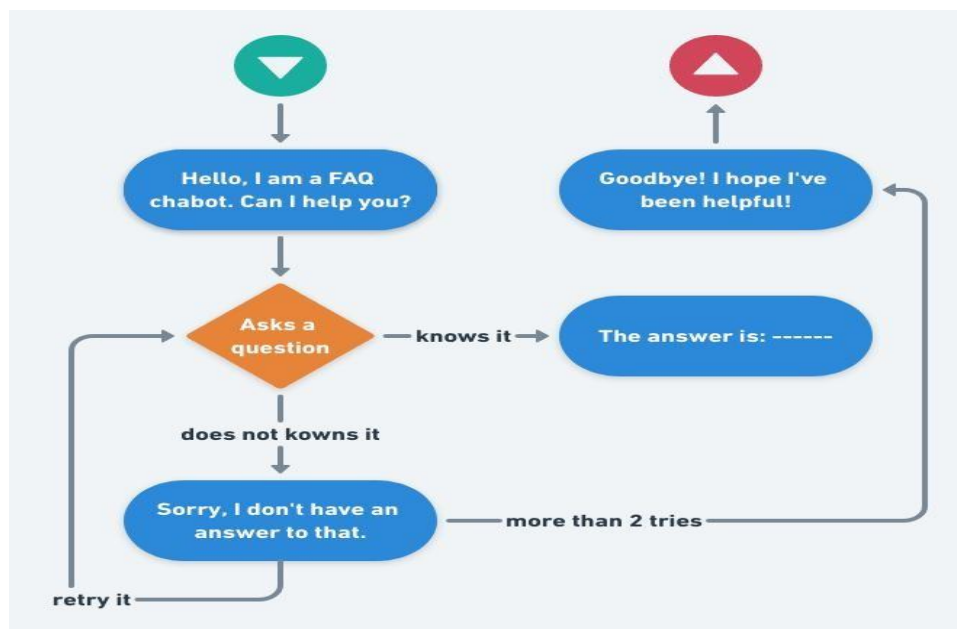 Hello, I am a FAQ
chabot. Can I help you?
Goodbye! I hope I've
been helpful!
Asks a
question
knows it
The answer is: ------
does not kowns it
Sorry, I don't have an
answer to that.
more than 2 tries
retry it